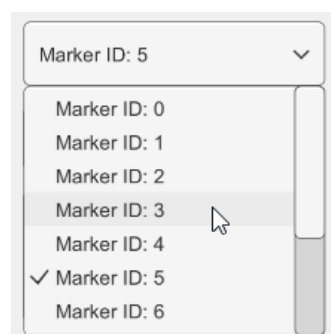 Marker ID: 5
Marker ID: 0
Marker ID: 1
Marker ID: 2
Marker ID: 3
Marker ID: 4
Marker ID: 5
Marker ID: 6